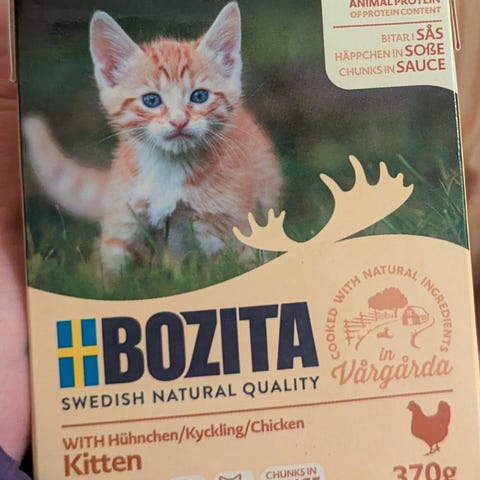 ANIMAL PROTEIN
OF PROTEIN CONTENT
BITAR I SÅS
HÄPPCHEN IN SOßE
CHUNKS IN SAUCE
BOZITA
SWEDISH NATURAL QUALITY
COOKED WITH NATURAL INGREDIENTS
in
Vårgårda
WITH Hühnchen/Kyckling/Chicken
Kitten
CHUNKS IN
370g